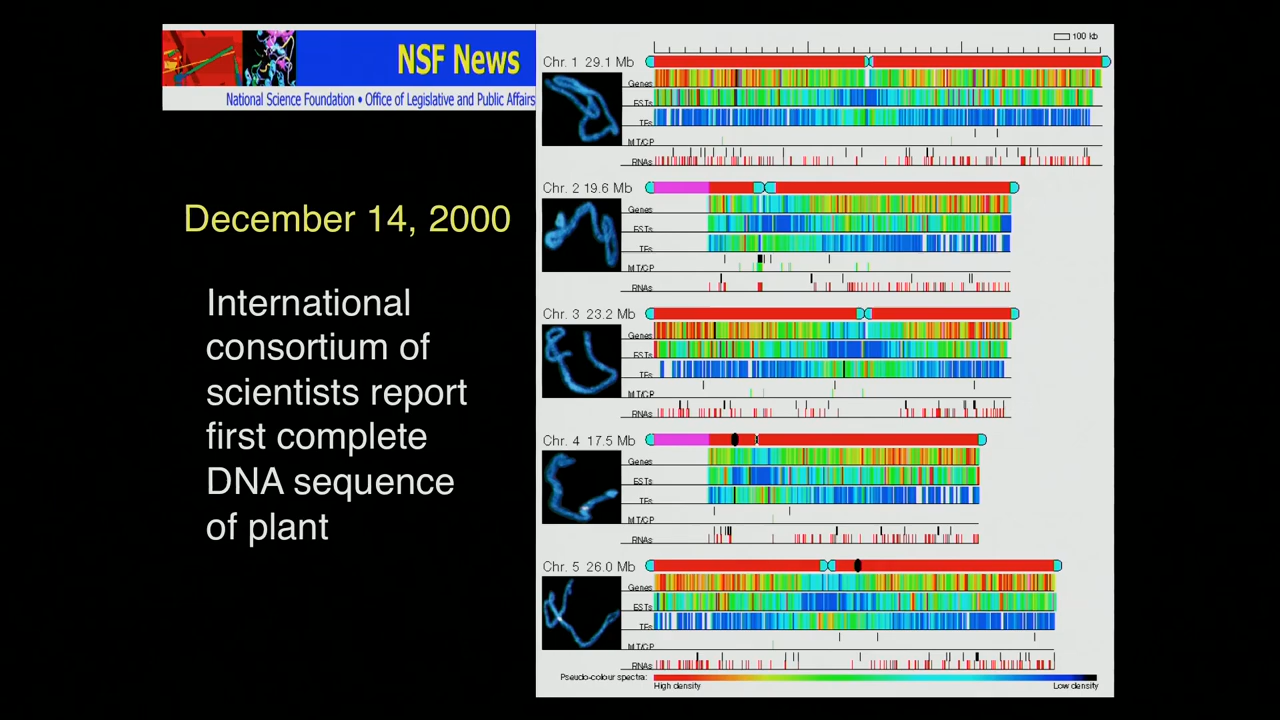 NSF News
National Science Foundation • Office of Legislative and Public Affairs
December 14, 2000
International
consortium of
scientists report
first complete
DNA sequence
of plant
100 kb
Chr. 1 29.1 Mb
Genes
ESTs
TEs
MT/CP
RNAs
Chr. 2 19.6 Mb
Genes
ESTs
TEs
MT/CP
RNAs
Chr. 3 23.2 Mb
Genes
ESTs
TEs
MT/CP
RNAs
Chr. 4 17.5 Mb
Genes
ESTs
TEs
MT/CP
RNAs
Chr. 5 26.0 Mb
Genes
ESTs
TEs
MT/CP
RNAs
Pseudo-colour spectra:
High density Low density